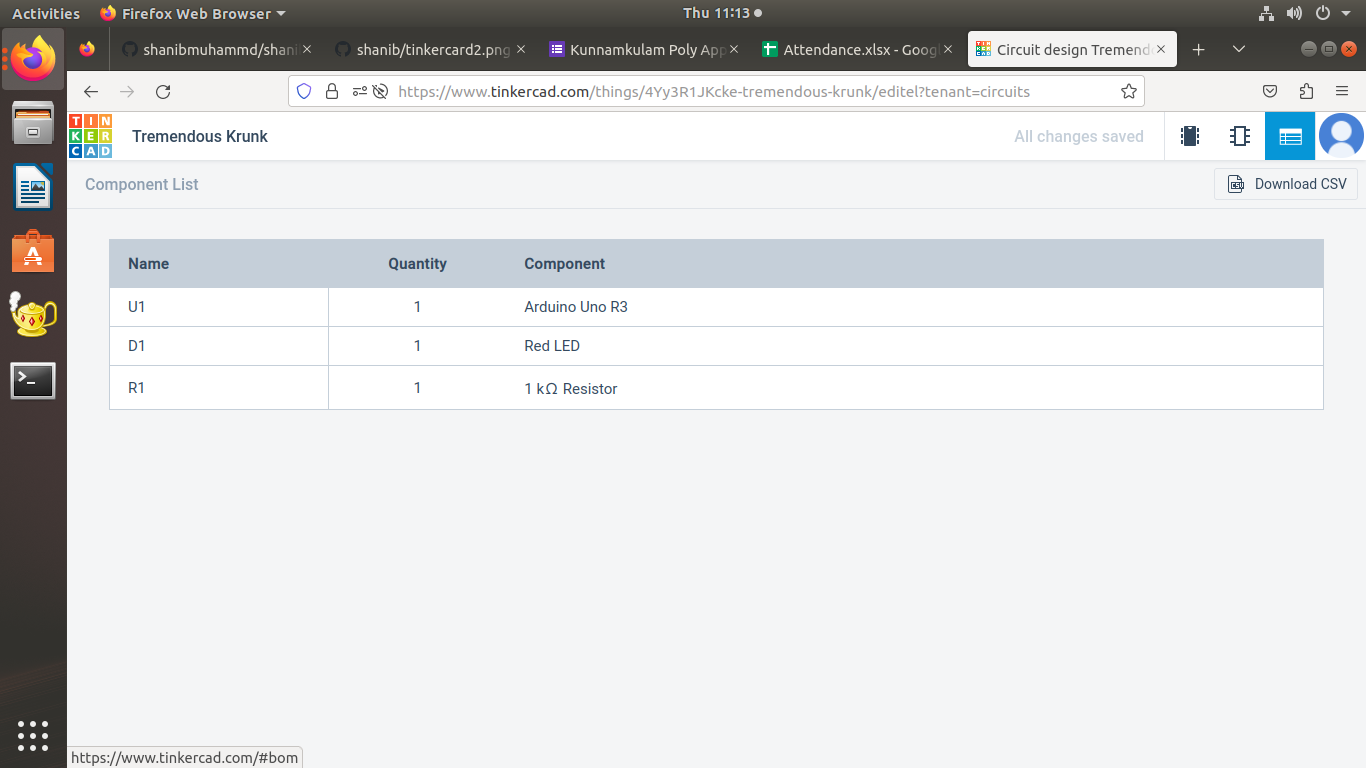 Activities Firefox Web Browser Thu 11:13
shanibmuhammd/shani shanib/tinkercard2.png Kunnamkulam Poly App Attendance.xlsx - Goog Circuit design Tremend
https://www.tinkercad.com/things/4Yy3R1JKcke-tremendous-krunk/editel?tenant=circuits
TIN
KER
CAD
Tremendous Krunk All changes saved
Component List Download CSV
Name Quantity Component
U1 1 Arduino Uno R3
D1 1 Red LED
R1 1 1 kΩ Resistor
https://www.tinkercad.com/#bom